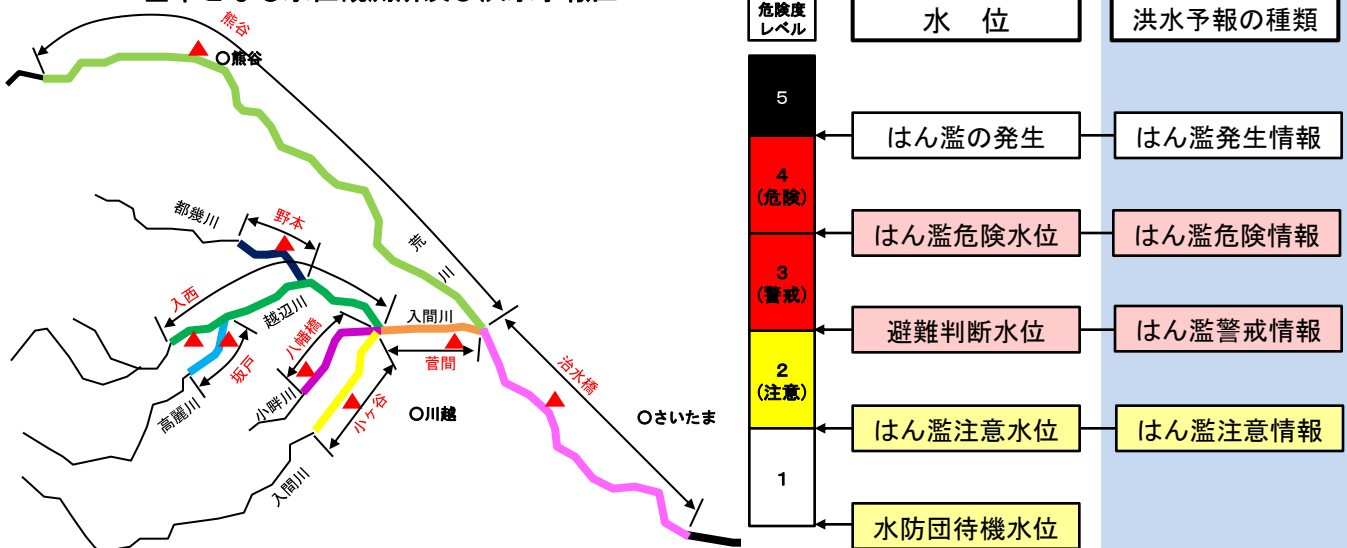 熊谷
○熊谷
都幾川
野本
荒
川
入西
越辺川
入間川
八幡橋
菅間
治水橋
坂戸
高麗川
小畔川
小ヶ谷
○川越
○さいたま
入間川
危険度
レベル
水 位
洪水予報の種類
5
はん濫の発生
はん濫発生情報
4
(危険)
はん濫危険水位
はん濫危険情報
3
(警戒)
避難判断水位
はん濫警戒情報
2
(注意)
はん濫注意水位
はん濫注意情報
1
水防団待機水位